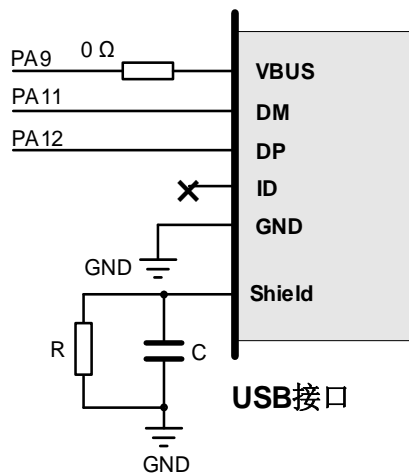 PA9
0 Ω
VBUS
PA11
DM
PA12
DP
ID
GND
GND
Shield
R
C
USB接口
GND